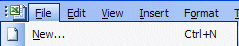 File Edit View Insert Format
New... Ctrl+N